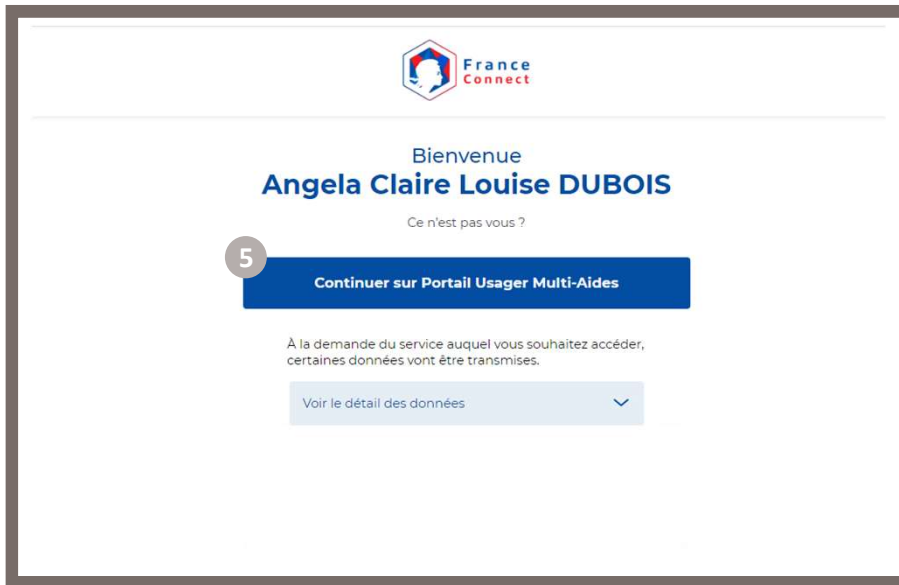 France
Connect
Bienvenue
Angela Claire Louise DUBOIS
Ce n'est pas vous ?
5
Continuer sur Portail Usager Multi-Aides
À la demande du service auquel vous souhaitez accéder,
certaines données vont être transmises.
Voir le détail des données